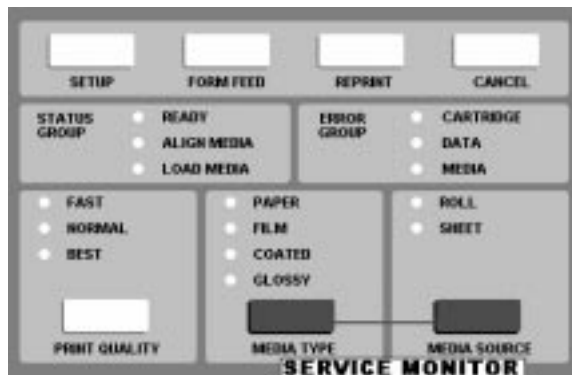 SETUP FORM FEED REPRINT CANCEL
STATUS GROUP
READY
ALIGN MEDIA
LOAD MEDIA
ERROR GROUP
CARTRIDGE
DATA
MEDIA
FAST
NORMAL
BEST
PRINT QUALITY
PAPER
FILM
COATED
GLOSSY
MEDIA TYPE
ROLL
SHEET
MEDIA SOURCE
SERVICE MONITOR